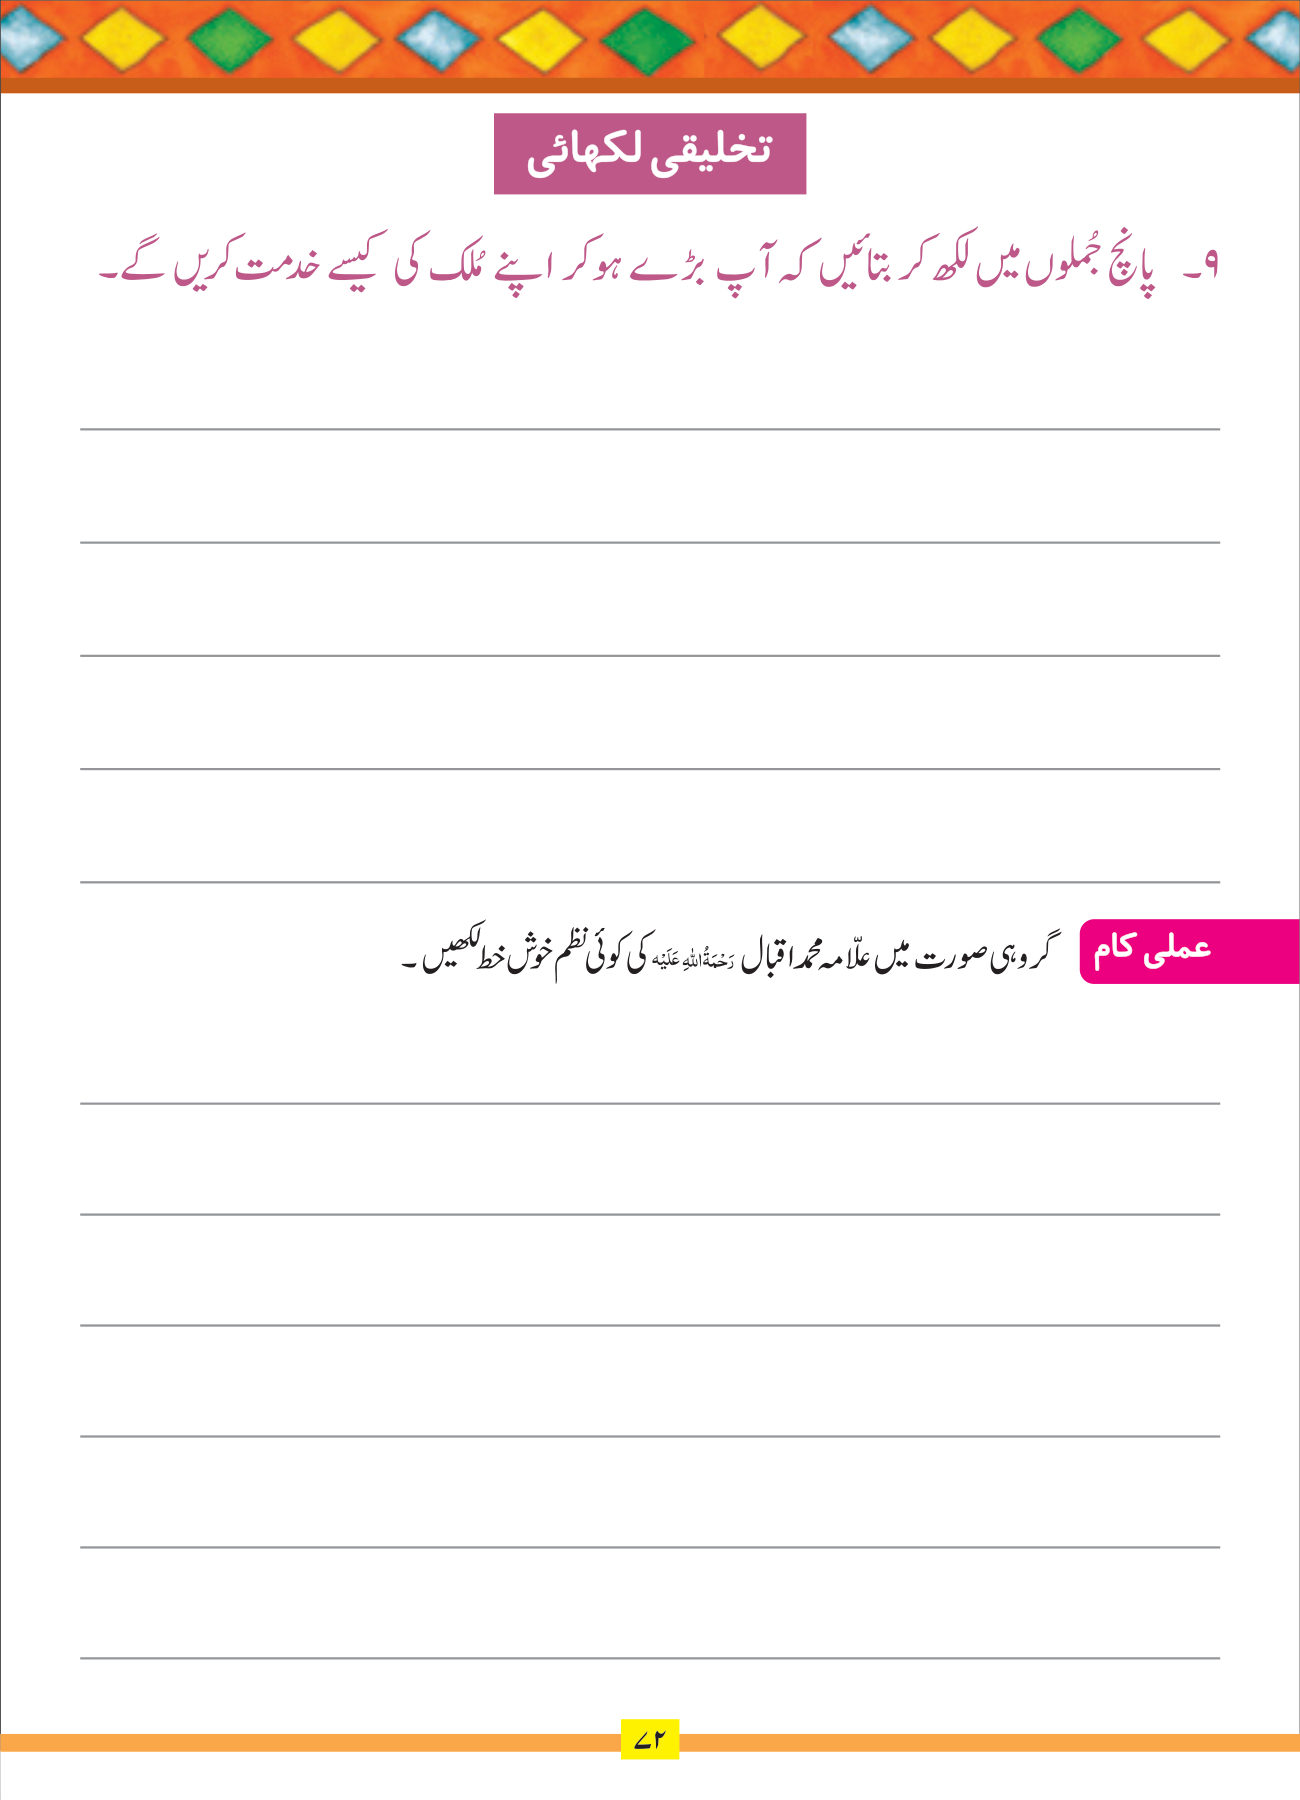 تخلیقی لکھائی
۹۔ پانچ جُملوں میں لکھ کر بتائیں کہ آپ بڑے ہو کر اپنے مُلک کی کیسے خدمت کریں گے۔
عملی کام
گروہی صورت میں علّامہ محمد اقبال رَحْمَۃُاللہِ عَلَیْہ کی کوئی نظم خوش خط لکھیں۔
۷۲